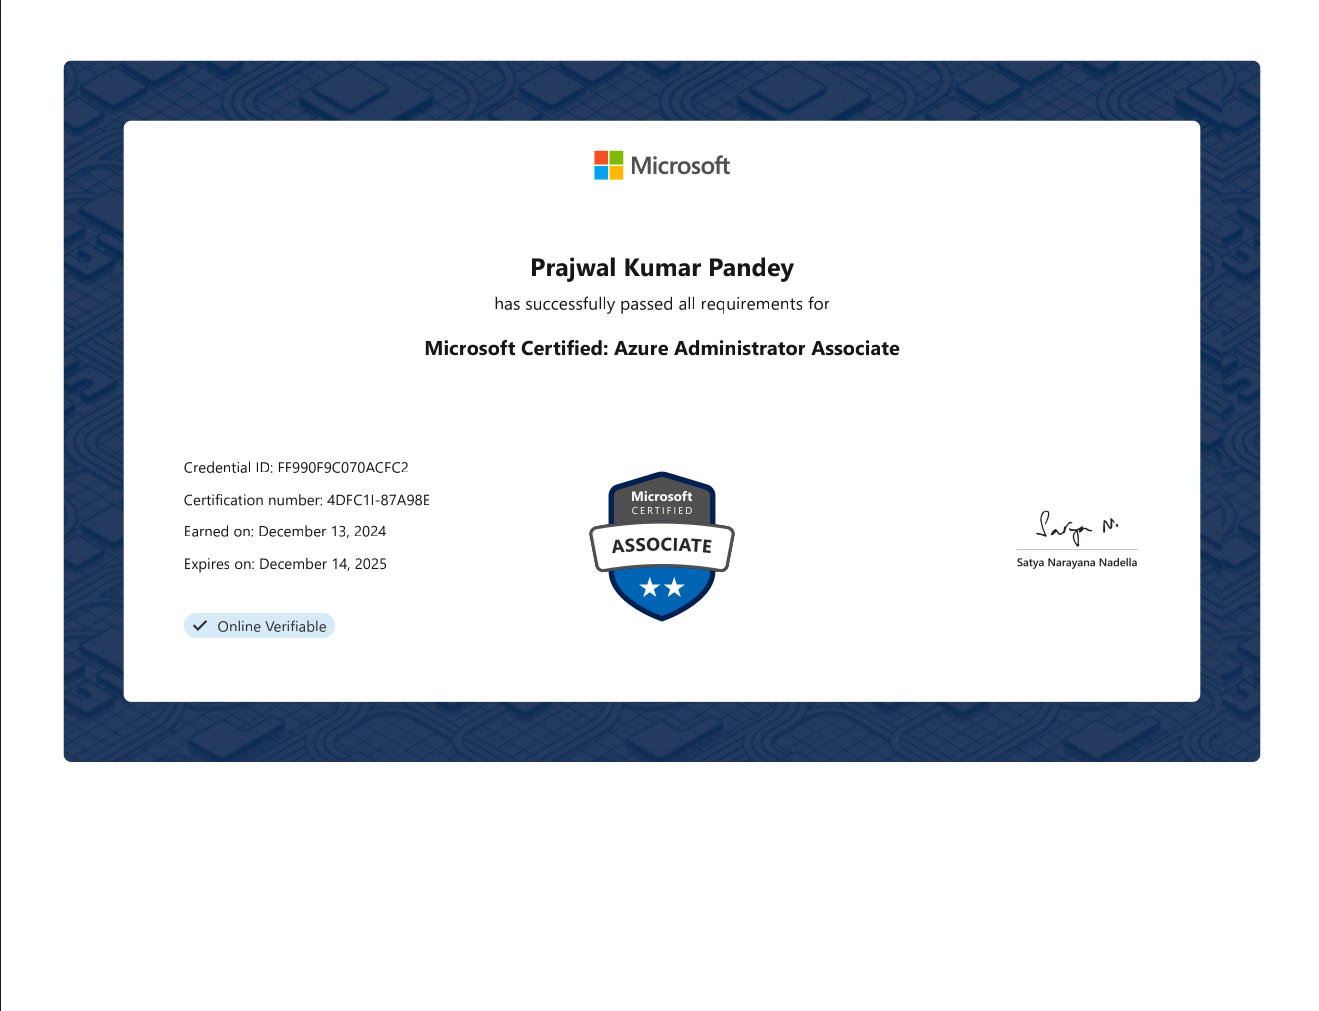 Microsoft
Prajwal Kumar Pandey
has successfully passed all requirements for
Microsoft Certified: Azure Administrator Associate
Credential ID: FF990F9C070ACFC2
Certification number: 4DFC1I-87A98E
Earned on: December 13, 2024
Expires on: December 14, 2025
Online Verifiable
Microsoft
CERTIFIED
ASSOCIATE
Satya N.
Satya Narayana Nadella